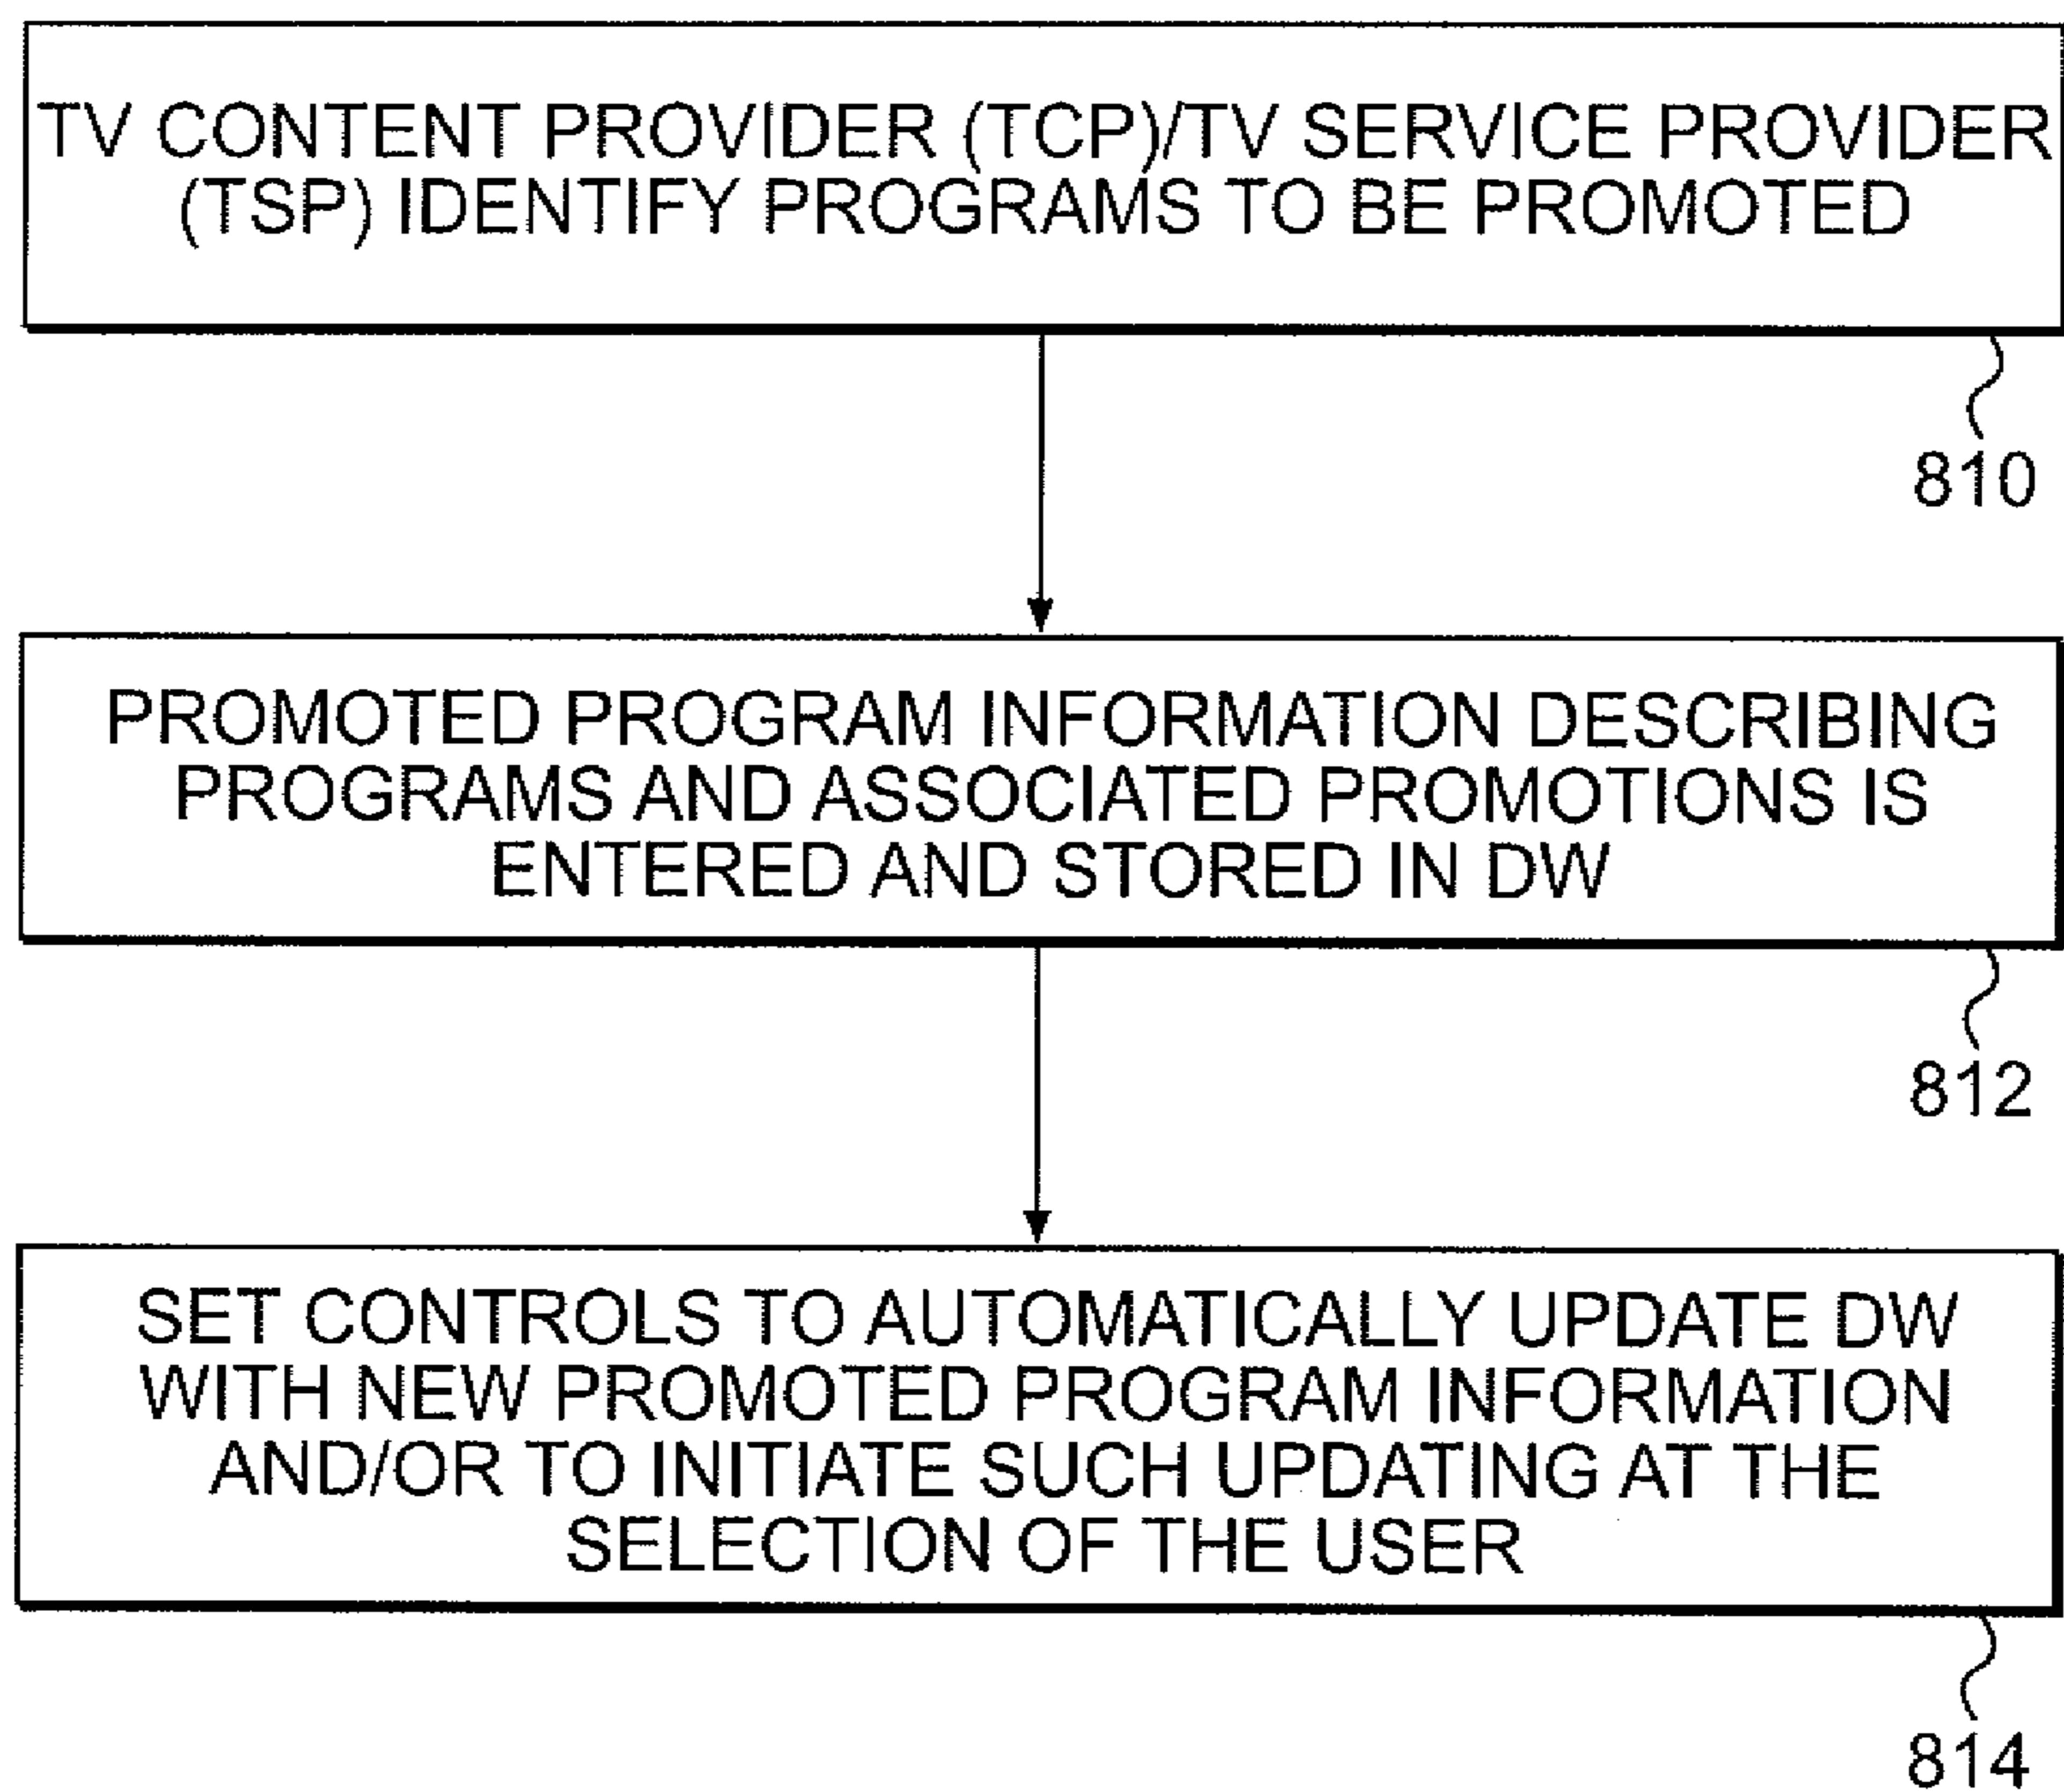 TV CONTENT PROVIDER (TCP)/TV SERVICE PROVIDER
(TSP) IDENTIFY PROGRAMS TO BE PROMOTED
810
PROMOTED PROGRAM INFORMATION DESCRIBING
PROGRAMS AND ASSOCIATED PROMOTIONS IS
ENTERED AND STORED IN DW
812
SET CONTROLS TO AUTOMATICALLY UPDATE DW
WITH NEW PROMOTED PROGRAM INFORMATION
AND/OR TO INITIATE SUCH UPDATING AT THE
SELECTION OF THE USER
814